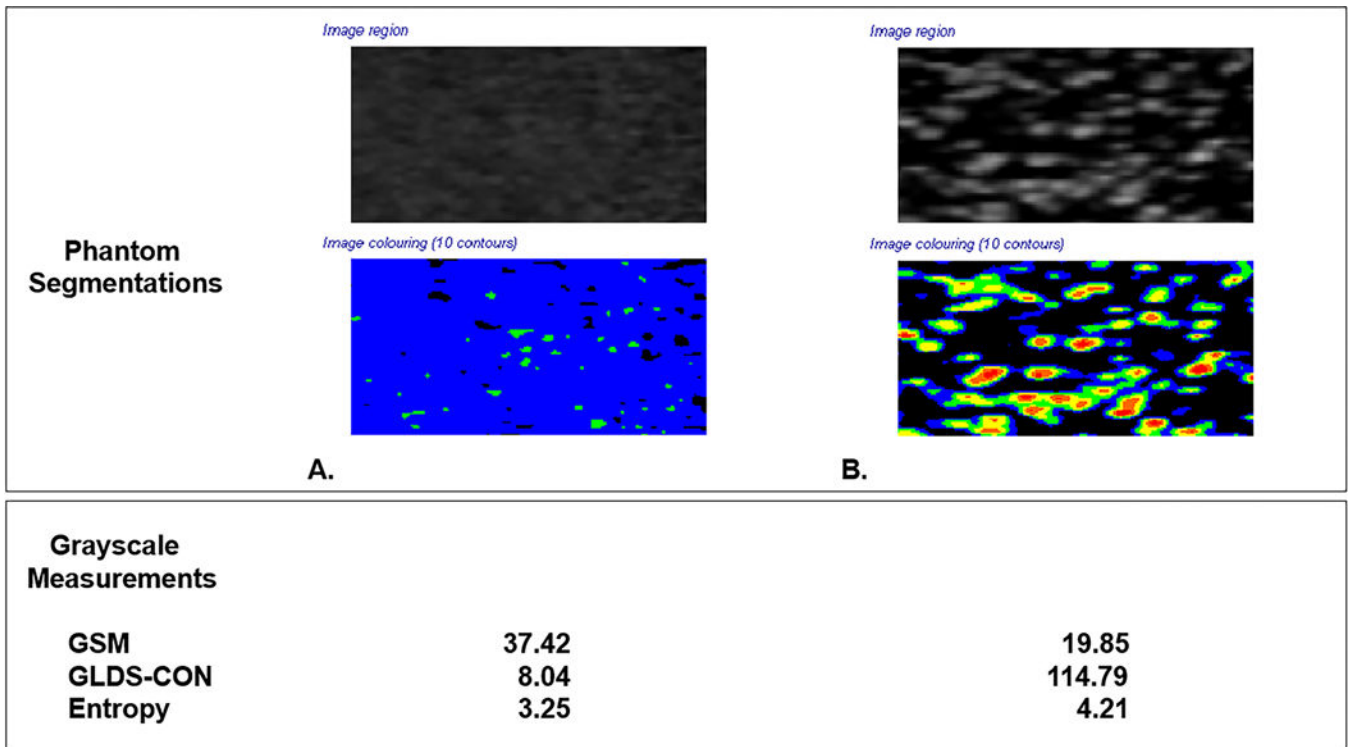 Image region
Image region
Phantom
Segmentations
Image colouring (10 contours)
Image colouring (10 contours)
A.
B.
Grayscale
Measurements
GSM 37.42 19.85
GLDS-CON 8.04 114.79
Entropy 3.25 4.21